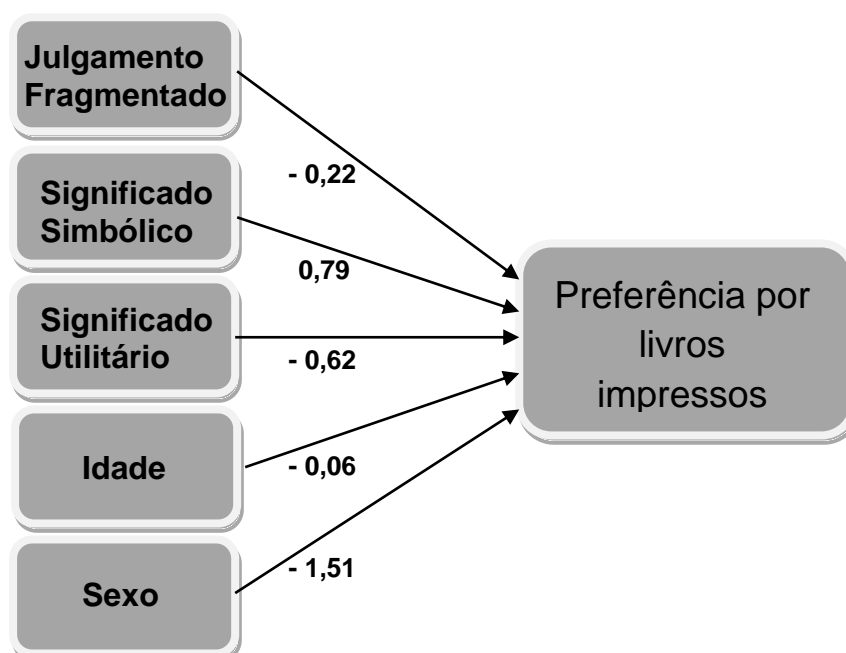 Julgamento
Fragmentado
- 0,22
Significado
Simbólico
0,79
Significado
Utilitário
- 0,62
Idade
- 0,06
Sexo
- 1,51
Preferência por
livros
impressos